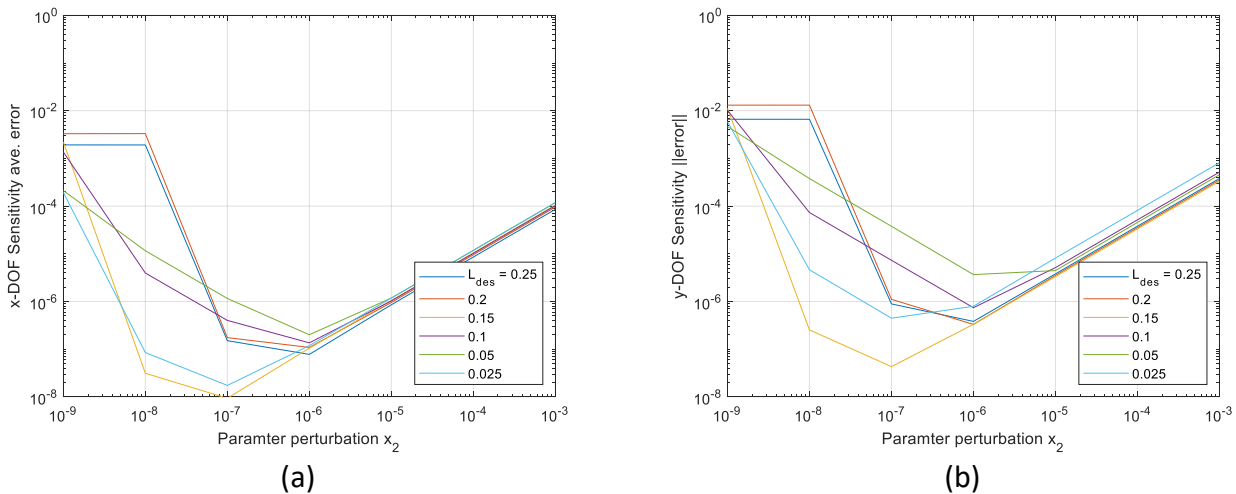 x-DOF Sensitivity ave. error
10^0
10^-2
10^-4
10^-6
10^-8
10^-9 10^-8 10^-7 10^-6 10^-5 10^-4 10^-3
Paramter perturbation x_2
L_des = 0.25
0.2
0.15
0.1
0.05
0.025
(a)
y-DOF Sensitivity ||error||
10^0
10^-2
10^-4
10^-6
10^-8
10^-9 10^-8 10^-7 10^-6 10^-5 10^-4 10^-3
Paramter perturbation x_2
L_des = 0.25
0.2
0.15
0.1
0.05
0.025
(b)